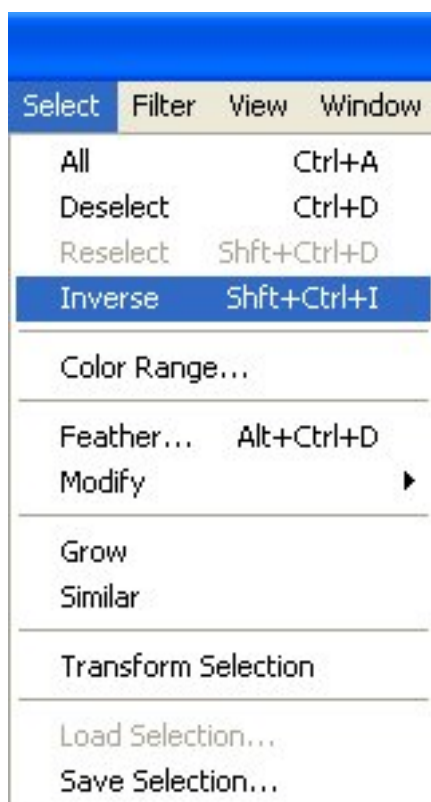 Select Filter View Window
All Ctrl+A
Deselect Ctrl+D
Reselect Shft+Ctrl+D
Inverse Shft+Ctrl+I
Color Range...
Feather... Alt+Ctrl+D
Modify
Grow
Similar
Transform Selection
Load Selection...
Save Selection...